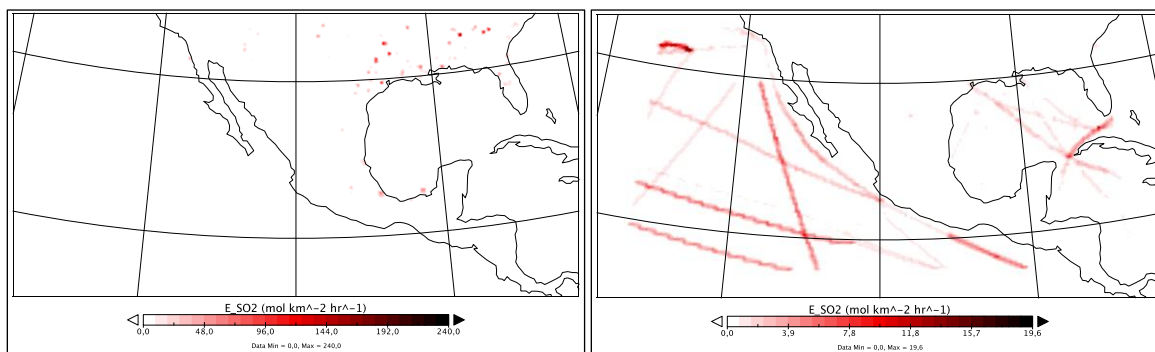 E_SO2 (mol km^-2 hr^-1)
0,0 48,0 96,0 144,0 192,0 240,0
Data Min = 0,0, Max = 240,0
E_SO2 (mol km^-2 hr^-1)
0,0 3,9 7,8 11,8 15,7 19,6
Data Min = 0,0, Max = 19,6